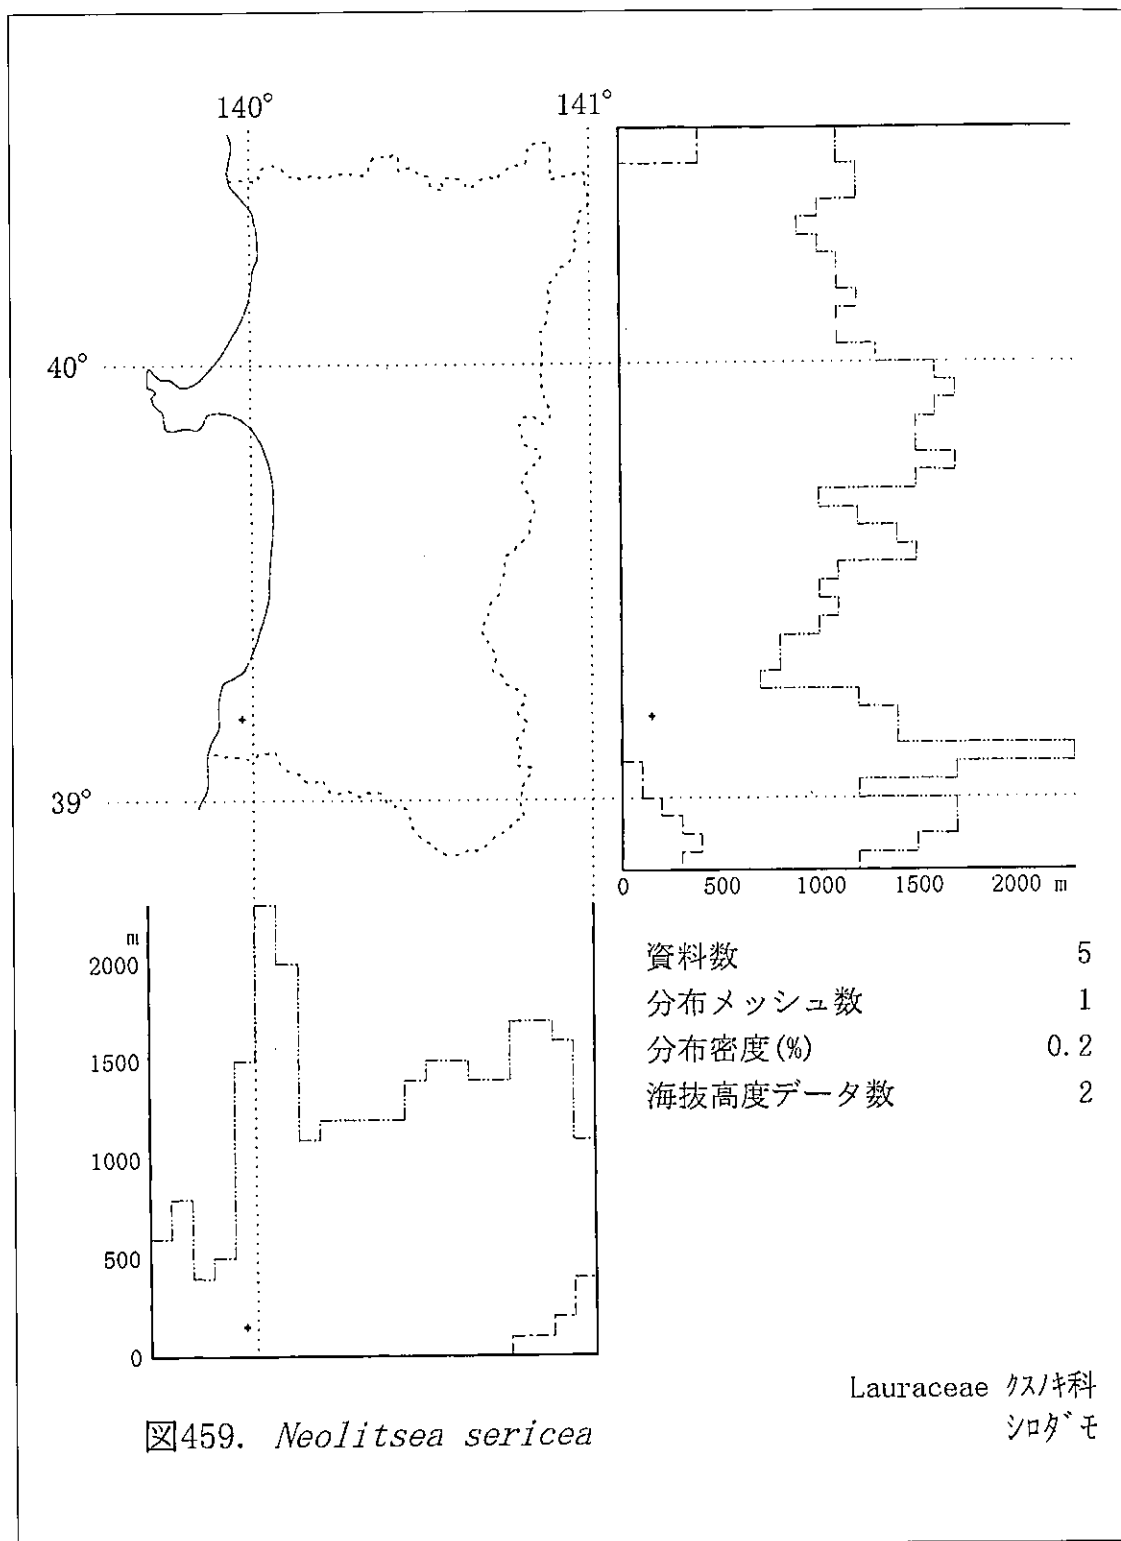 140° 141°
40°
39°
0 500 1000 1500 2000 m
m
2000
1500
1000
500
0
資料数 5
分布メッシュ数 1
分布密度(%) 0.2
海抜高度データ数 2
Lauraceae クスノキ科
シロダモ
図459. Neolitsea sericea